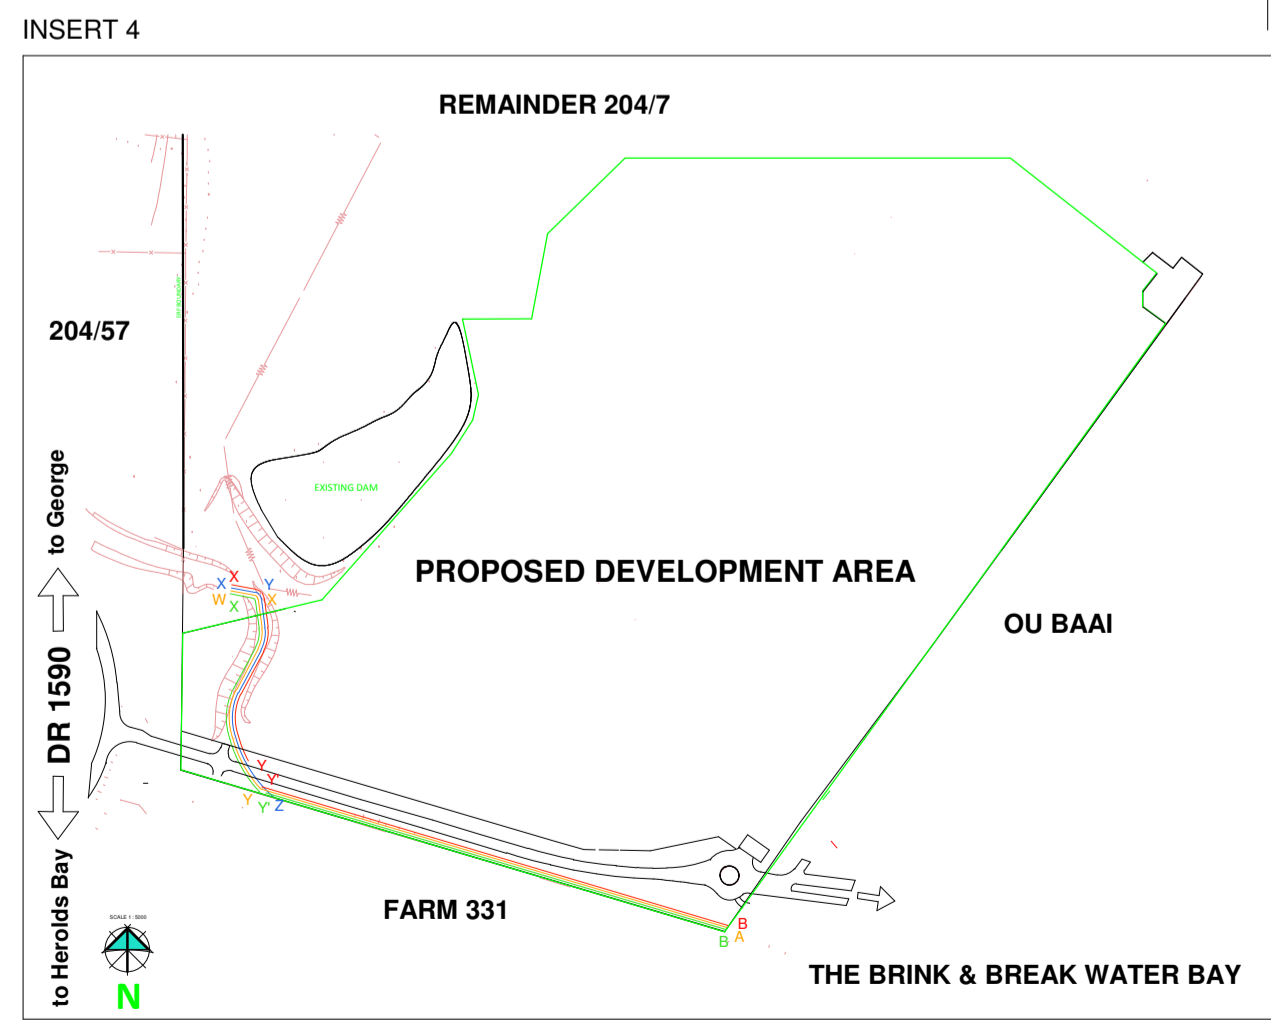 INSERT 4
REMAINDER 204/7
204/57
EXISTING DAM
to George
DR 1590
to Herolds Bay
PROPOSED DEVELOPMENT AREA
OU BAAI
X X Y
W X
X
Y
Y'
Y Y' Z
FARM 331
B
B A
THE BRINK & BREAK WATER BAY
SCALE 1 : 5000
N